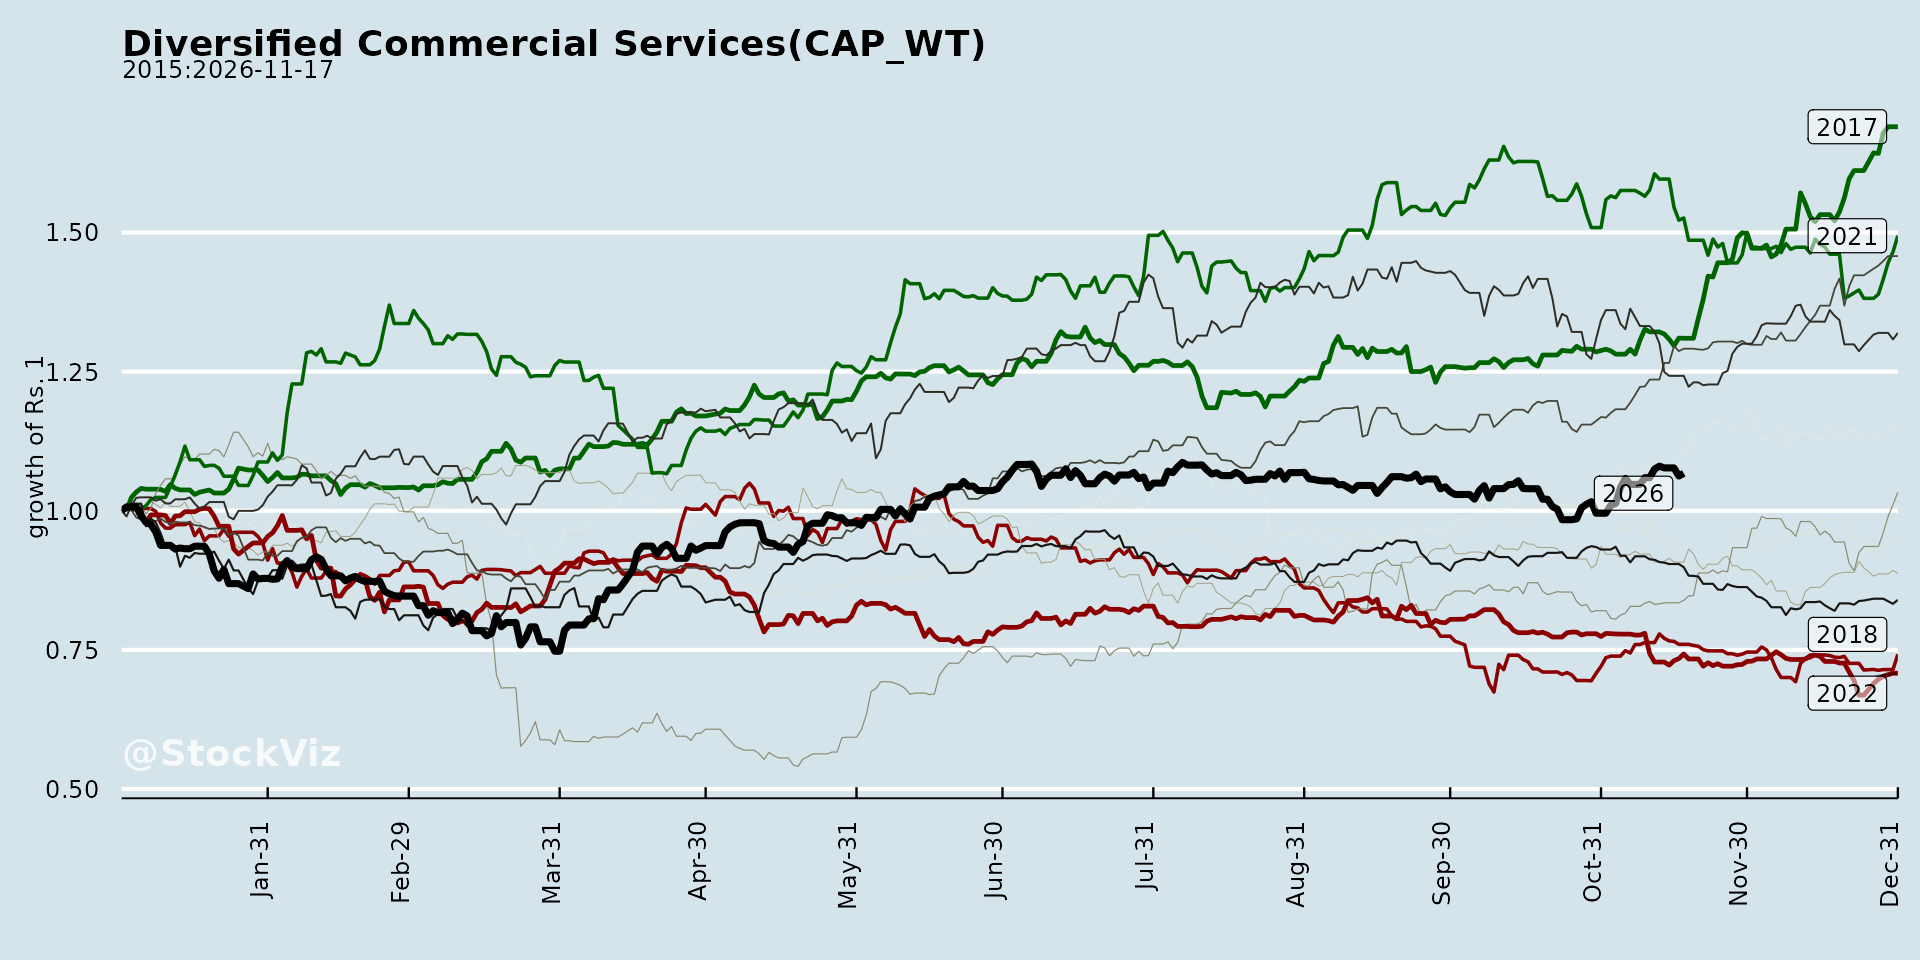 Diversified Commercial Services(CAP_WT)
2015:2026-11-17
growth of Rs. 1
1.50
1.25
1.00
0.75
0.50
2017
2021
2026
2018
2022
@StockViz
Jan-31
Feb-29
Mar-31
Apr-30
May-31
Jun-30
Jul-31
Aug-31
Sep-30
Oct-31
Nov-30
Dec-31